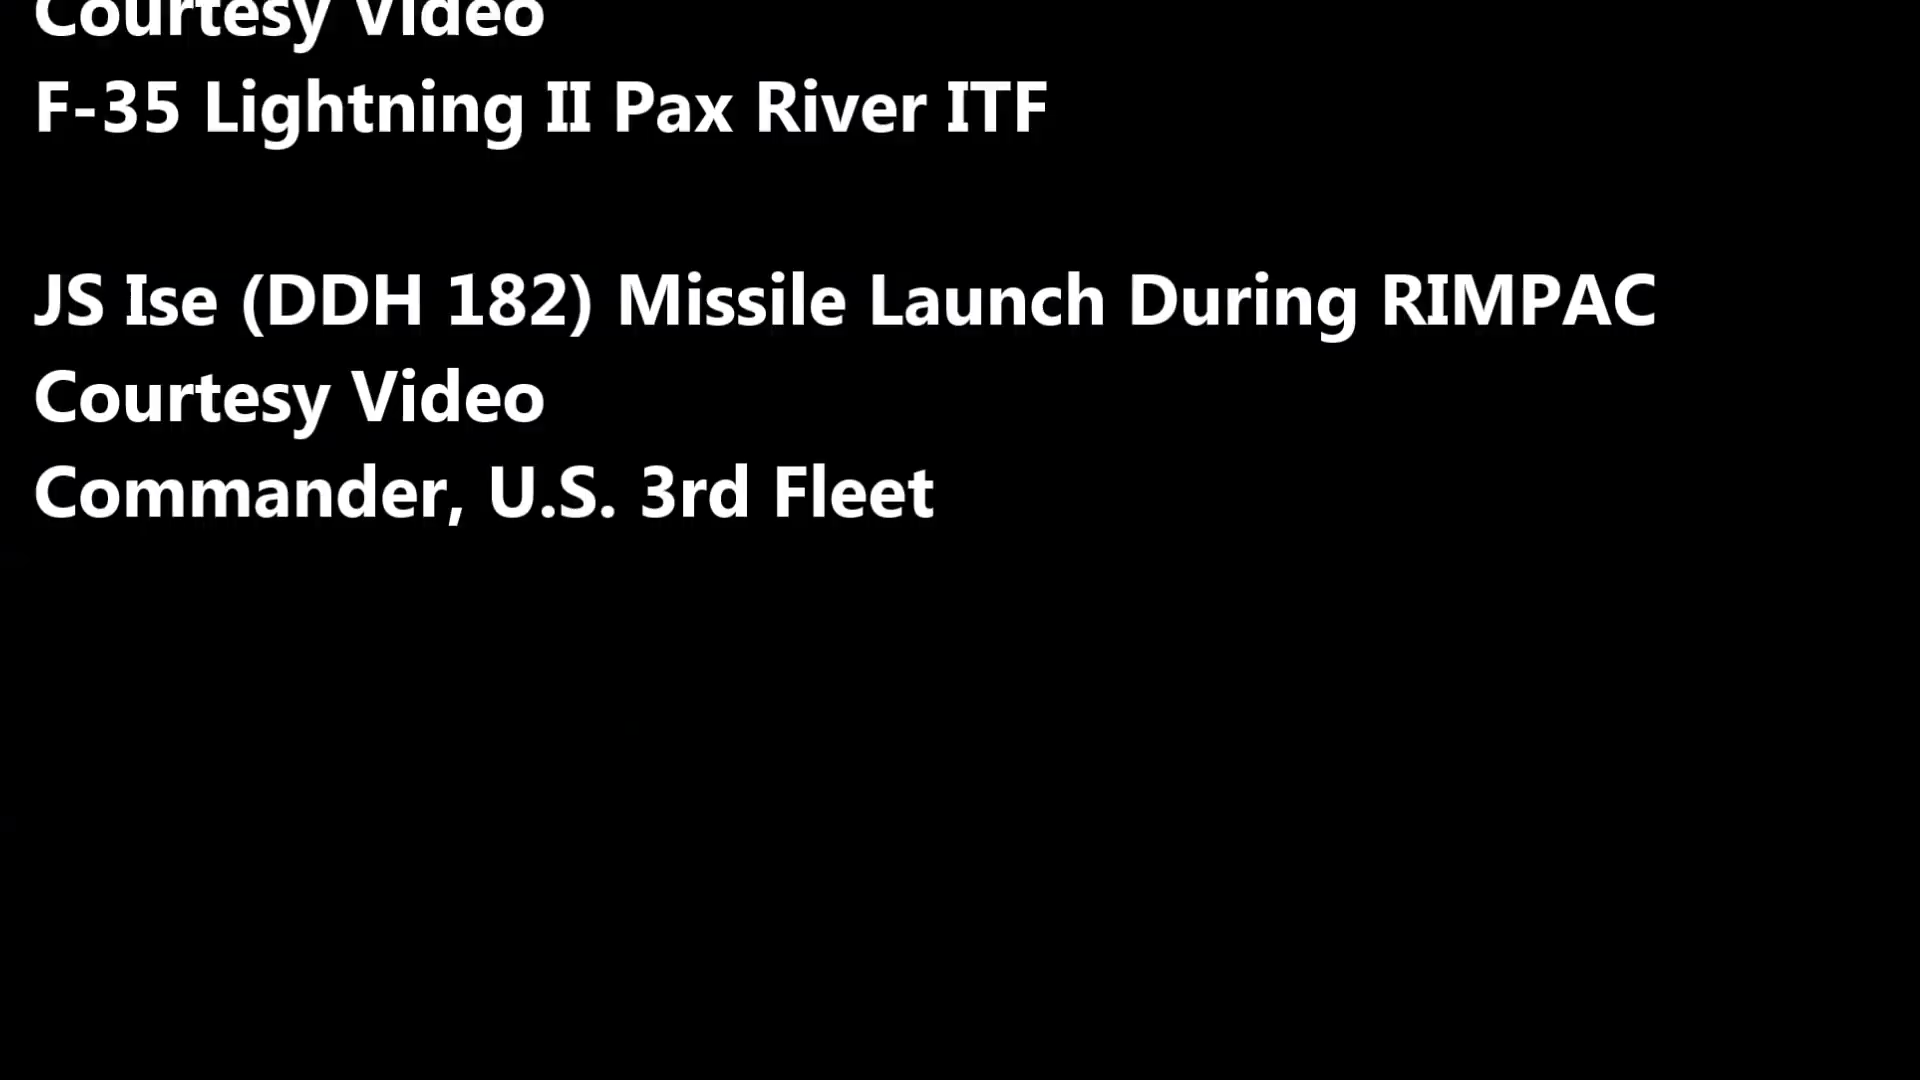 Courtesy Video
F-35 Lightning II Pax River ITF
JS Ise (DDH 182) Missile Launch During RIMPAC
Courtesy Video
Commander, U.S. 3rd Fleet